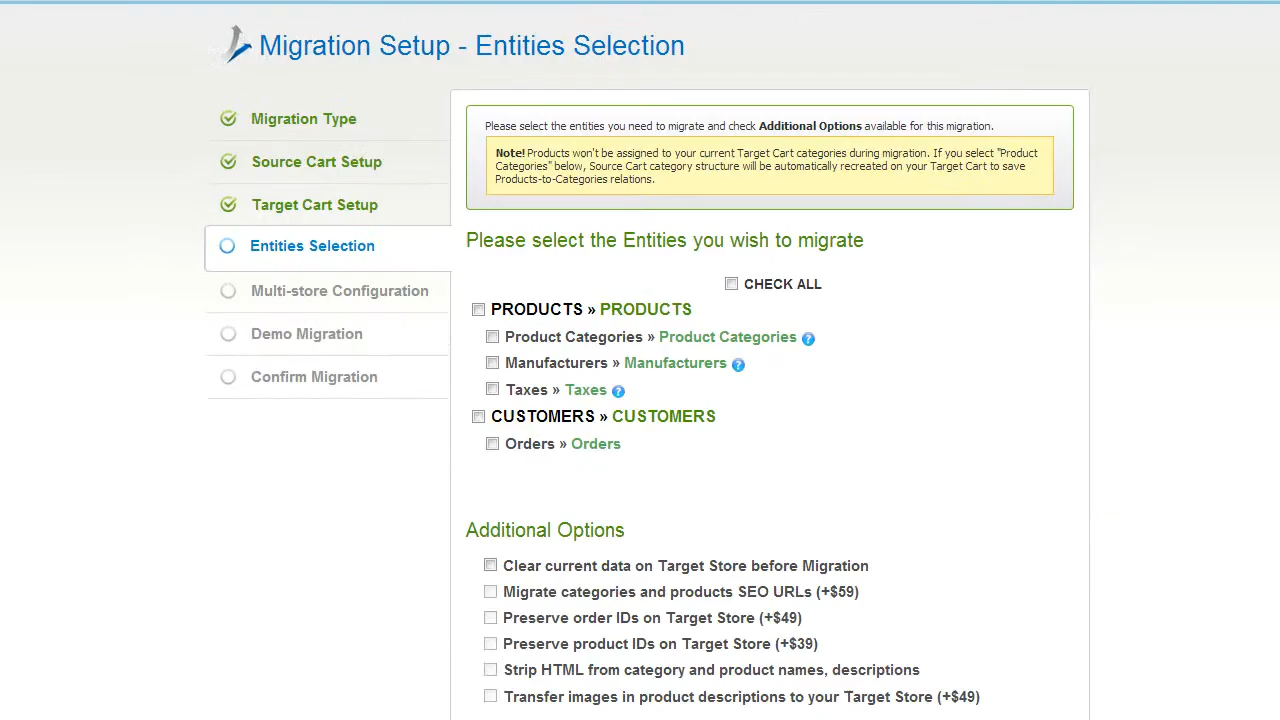 Migration Setup - Entities Selection
Migration Type
Source Cart Setup
Target Cart Setup
Entities Selection
Multi-store Configuration
Demo Migration
Confirm Migration
Please select the entities you need to migrate and check Additional Options available for this migration.
Note! Products won't be assigned to your current Target Cart categories during migration. If you select "Product
Categories" below, Source Cart category structure will be automatically recreated on your Target Cart to save
Products-to-Categories relations.
Please select the Entities you wish to migrate
CHECK ALL
PRODUCTS » PRODUCTS
Product Categories » Product Categories ?
Manufacturers » Manufacturers ?
Taxes » Taxes ?
CUSTOMERS » CUSTOMERS
Orders » Orders
Additional Options
Clear current data on Target Store before Migration
Migrate categories and products SEO URLs (+$59)
Preserve order IDs on Target Store (+$49)
Preserve product IDs on Target Store (+$39)
Strip HTML from category and product names, descriptions
Transfer images in product descriptions to your Target Store (+$49)